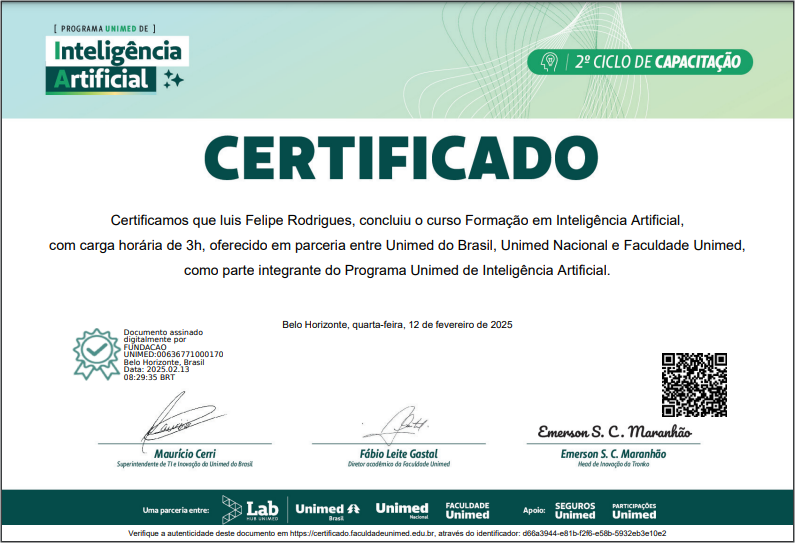 [ PROGRAMA UNIMED DE ]
Inteligência
Artificial
2º CICLO DE CAPACITAÇÃO
CERTIFICADO
Certificamos que luis Felipe Rodrigues, concluiu o curso Formação em Inteligência Artificial,
com carga horária de 3h, oferecido em parceria entre Unimed do Brasil, Unimed Nacional e Faculdade Unimed,
como parte integrante do Programa Unimed de Inteligência Artificial.
Belo Horizonte, quarta-feira, 12 de fevereiro de 2025
Documento assinado
digitalmente por
FUNDACAO
UNIMED:00636771000170
Belo Horizonte, Brasil
Data: 2025.02.13
08:29:35 BRT
Emerson S. C. Maranhão
Maurício Cerri
Superintendente de TI e Inovação da Unimed do Brasil
Fábio Leite Gastal
Diretor acadêmico da Faculdade Unimed
Emerson S. C. Maranhão
Head de Inovação da Tronko
Uma parceria entre:
Lab
HUB UNIMED
Unimed
Brasil
Unimed
Nacional
FACULDADE
Unimed
Apoio:
SEGUROS
Unimed
PARTICIPAÇÕES
Unimed
Verifique a autenticidade deste documento em https://certificado.faculdadeunimed.edu.br, através do identificador: d66a3944-e81b-f2f6-e58b-5932eb3e10e2